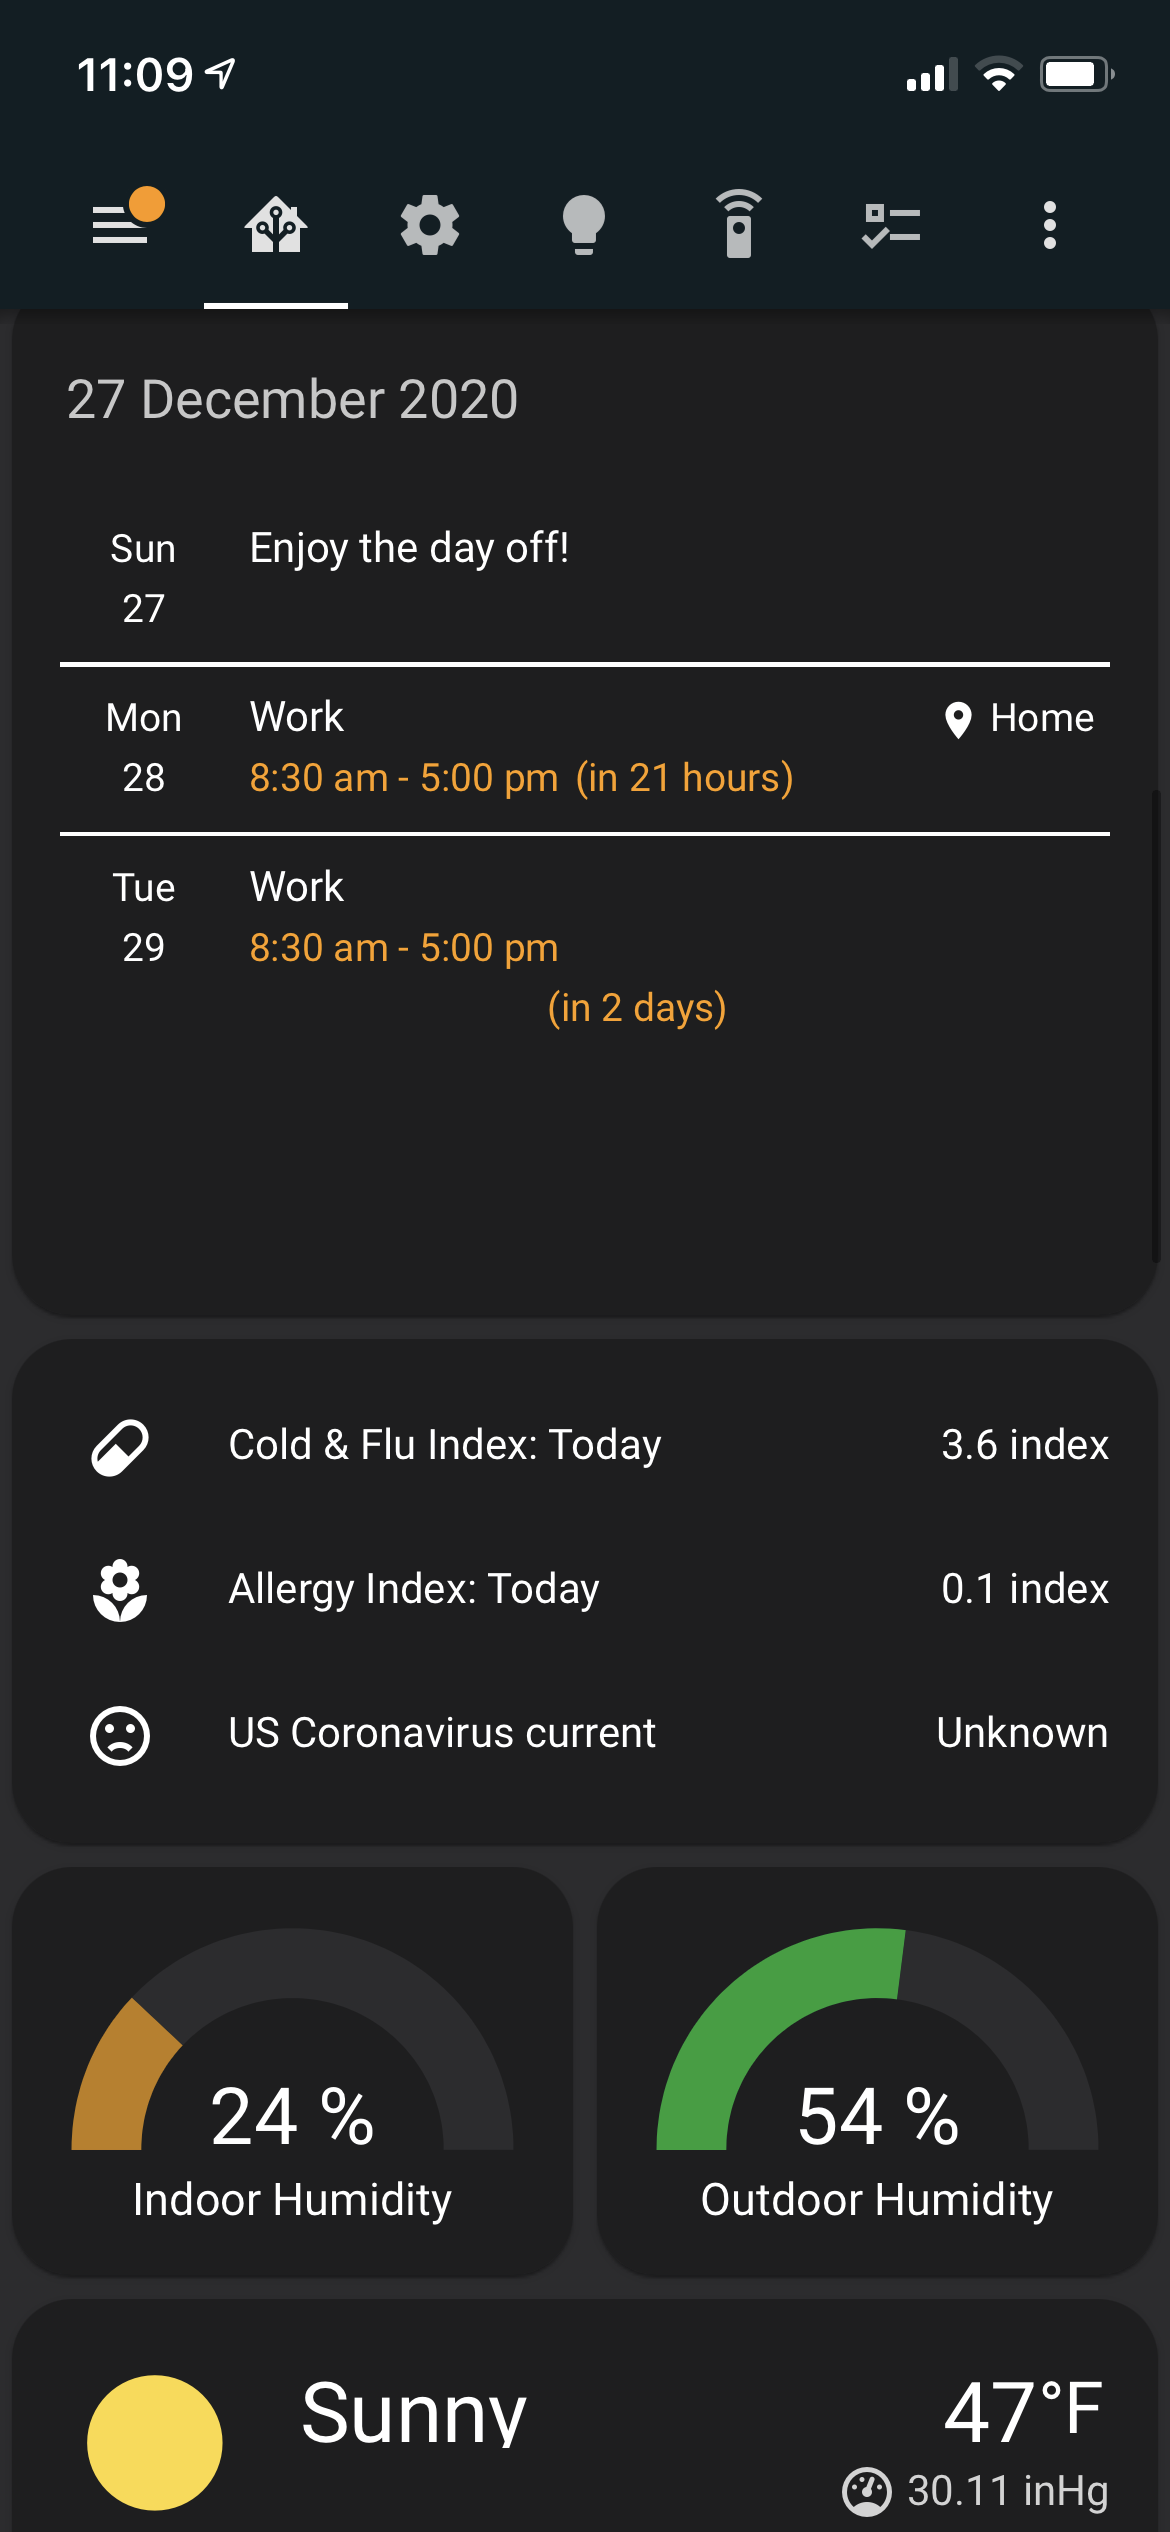 11:09
27 December 2020
Sun Enjoy the day off!
27
Mon Work Home
28 8:30 am - 5:00 pm (in 21 hours)
Tue Work
29 8:30 am - 5:00 pm
(in 2 days)
Cold & Flu Index: Today 3.6 index
Allergy Index: Today 0.1 index
US Coronavirus current Unknown
24 % 54 %
Indoor Humidity Outdoor Humidity
Sunny 47°F
30.11 inHg